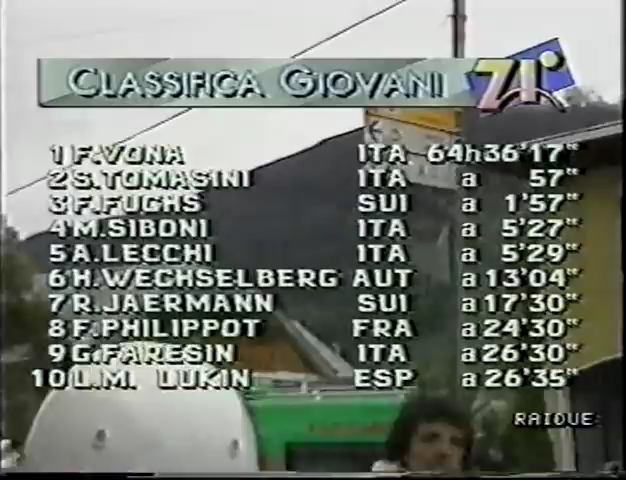 CLASSIFICA GIOVANI 71°
1 F.VONA ITA 64h36'17"
2 S.TOMASINI ITA a 57"
3 F.FUCHS SUI a 1'57"
4 M.SIBONI ITA a 5'27"
5 A.LECCHI ITA a 5'29"
6 H.WECHSELBERG AUT a 13'04"
7 R.JAERMANN SUI a 17'30"
8 F.PHILIPPOT FRA a 24'30"
9 G.FARESIN ITA a 26'30"
10 L.M. LUKIN ESP a 26'35"
RAIDUE